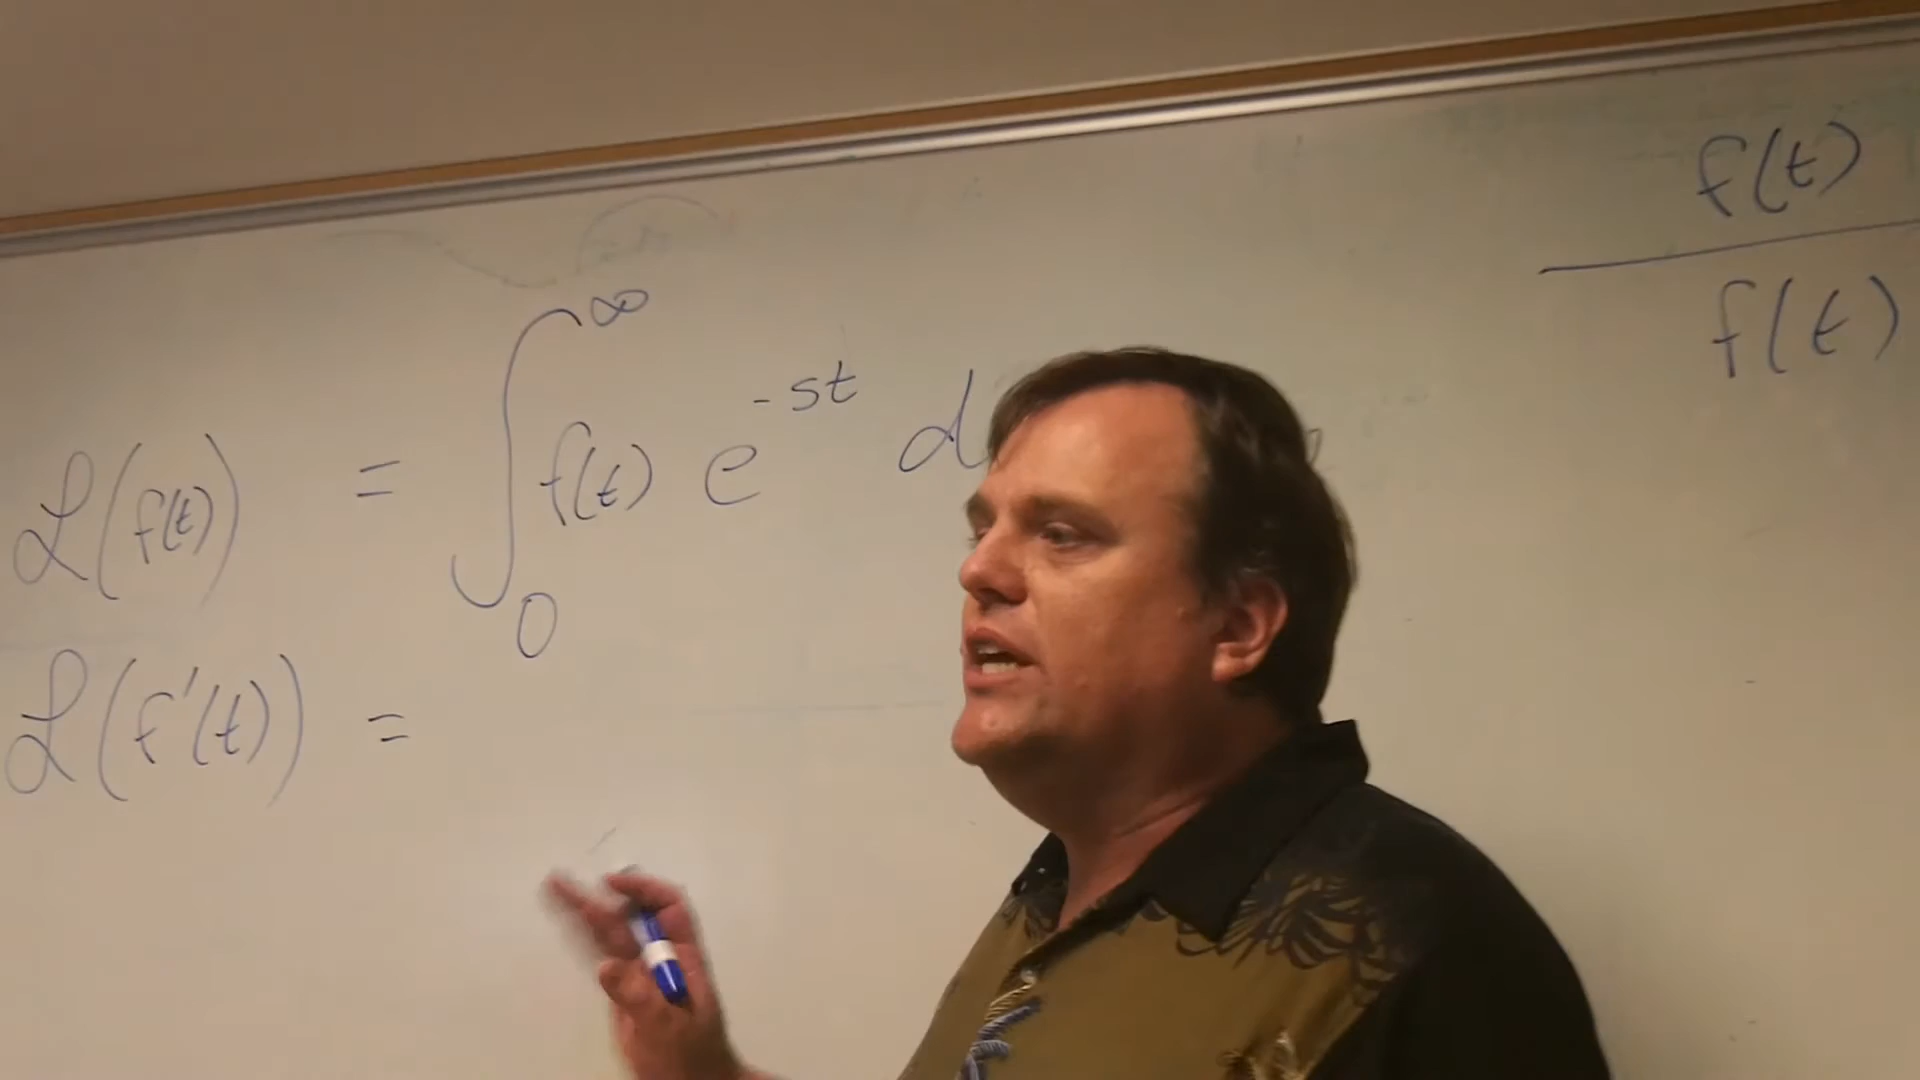 f(t)
f(t)
ℒ(f(t)) = ∫₀^∞ f(t) e^{-st} d
ℒ(f'(t)) =